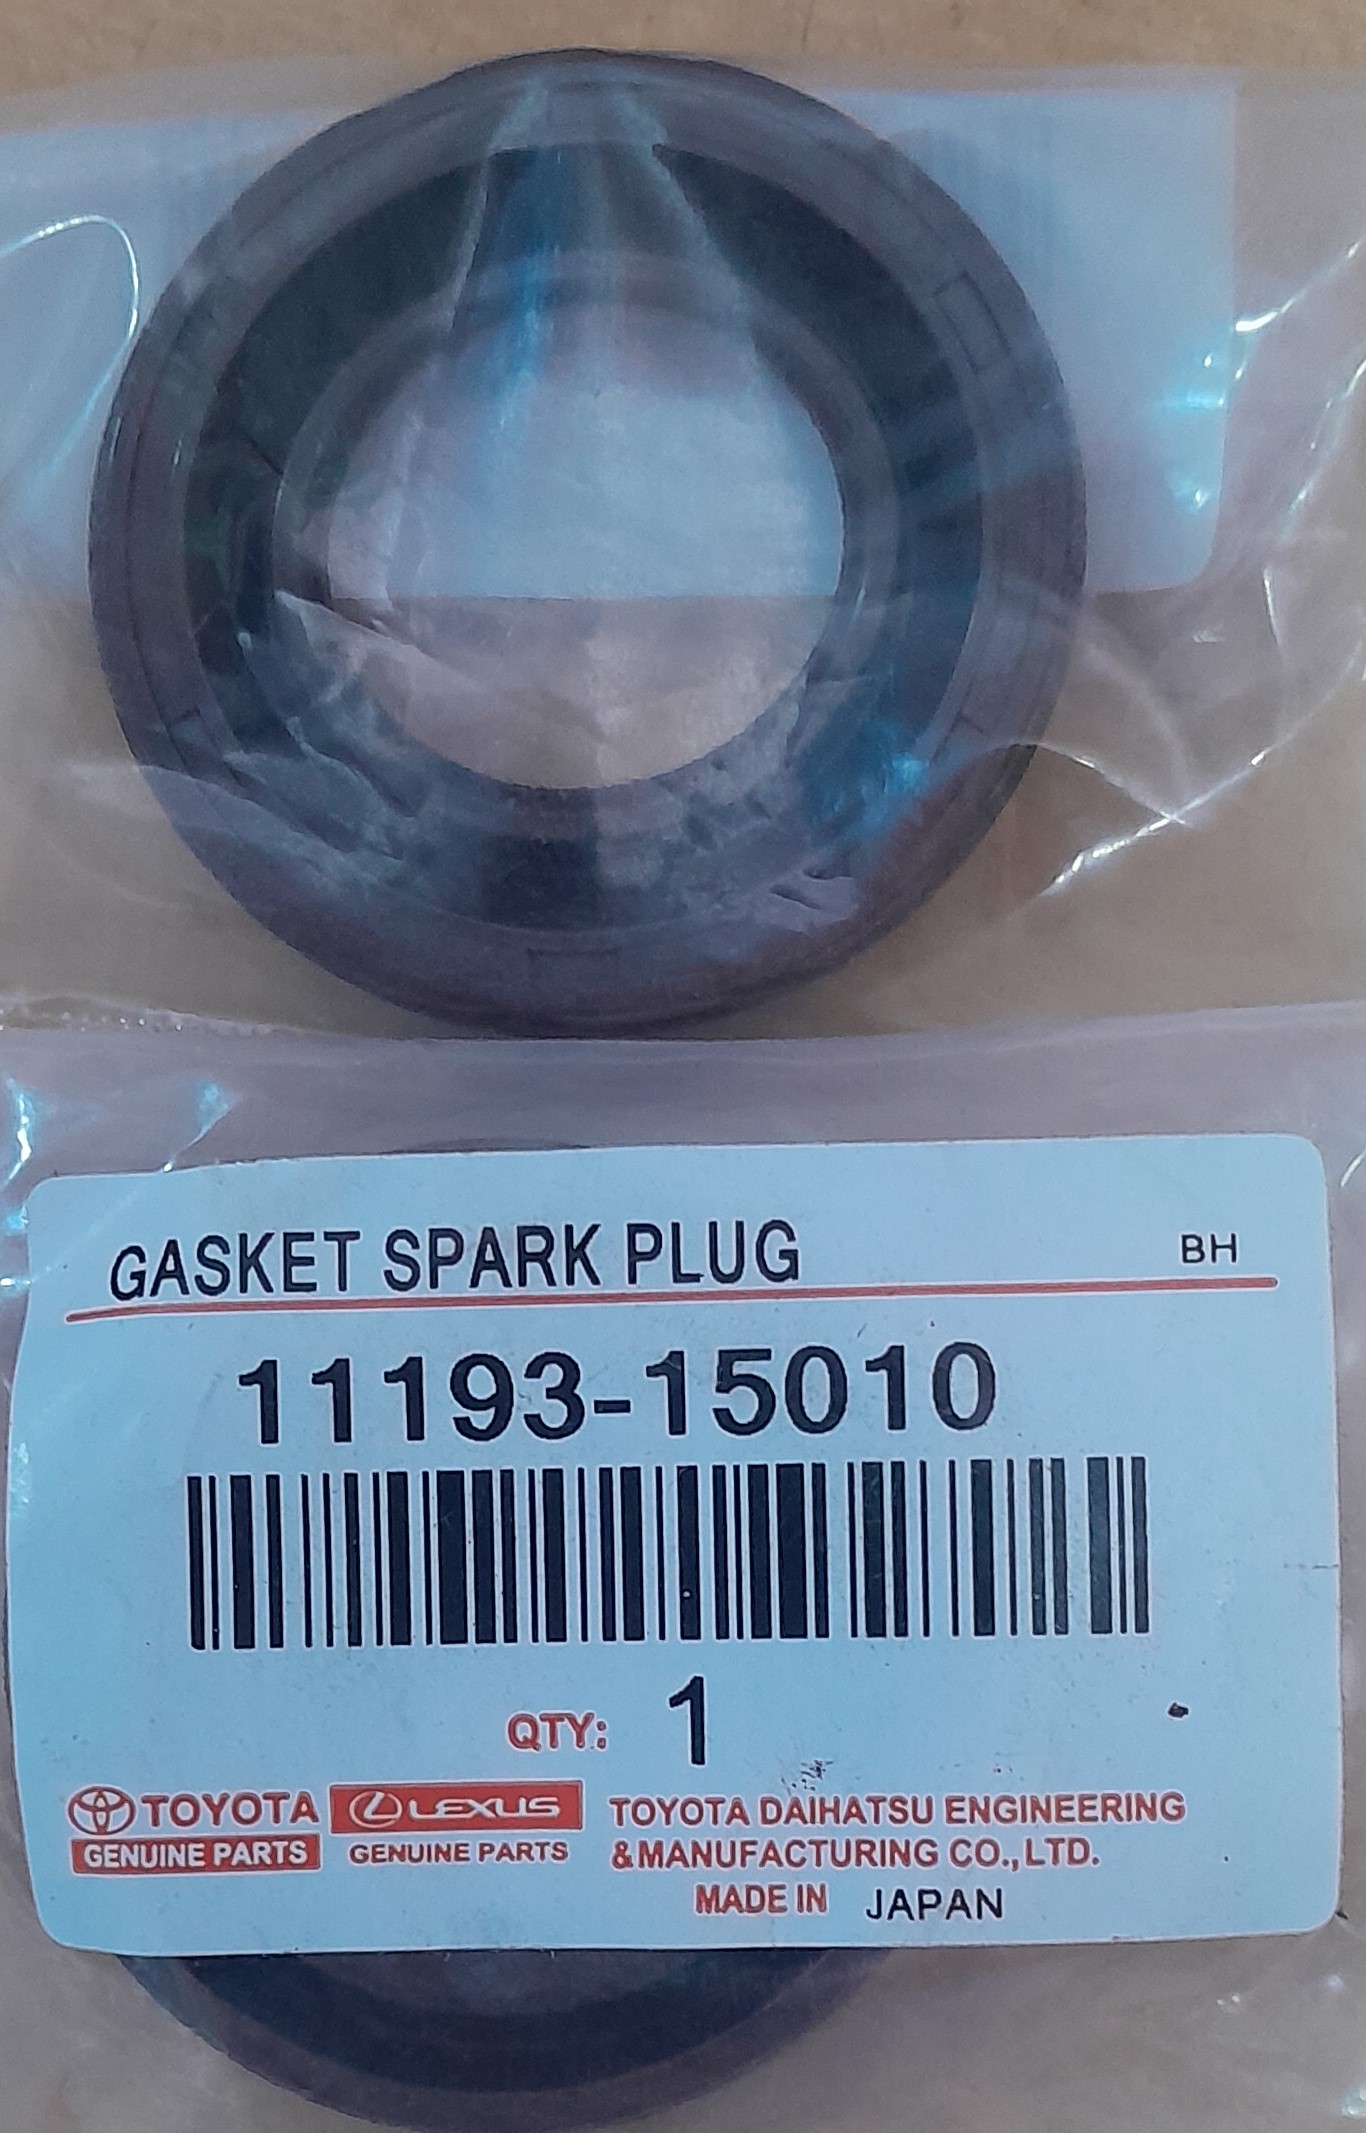 GASKET SPARK PLUG BH
11193-15010
QTY: 1
TOYOTA LEXUS TOYOTA DAIHATSU ENGINEERING
GENUINE PARTS GENUINE PARTS &MANUFACTURING CO.,LTD.
MADE IN JAPAN